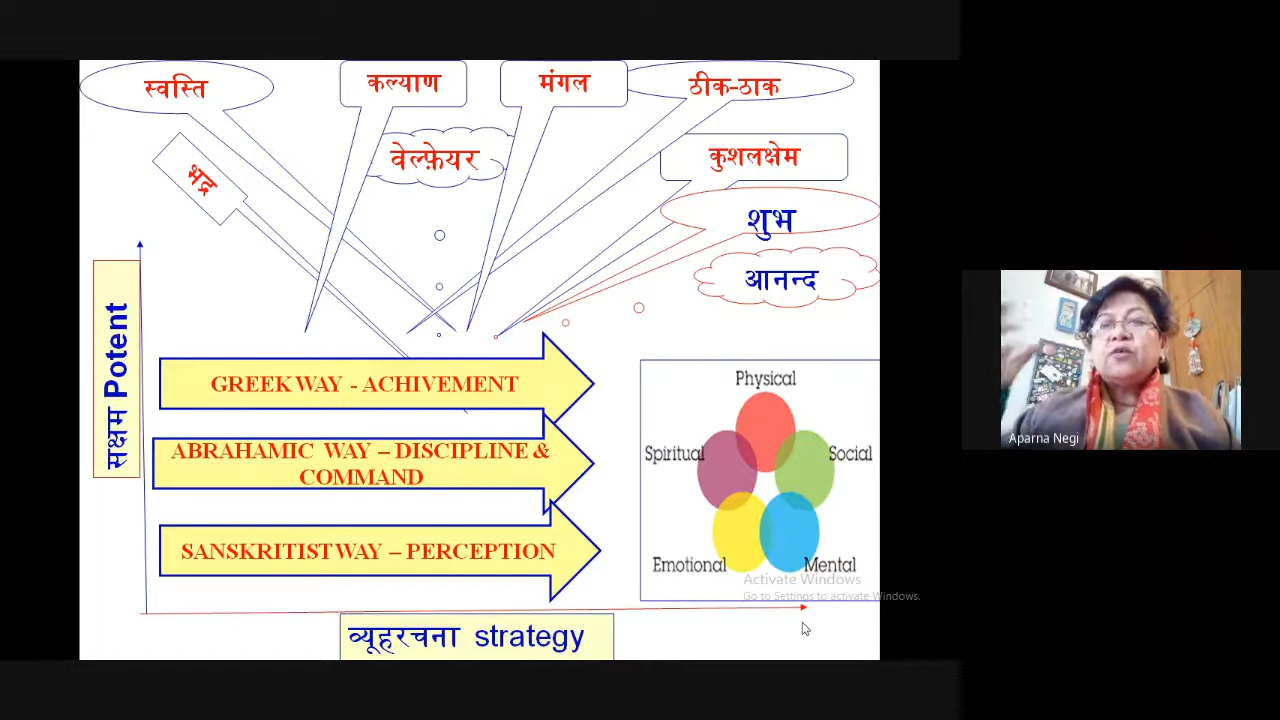 स्वस्ति
कल्याण
मंगल
ठीक-ठाक
वेल्फ़ेयर
कुशलक्षेम
भद्र
शुभ
आनन्द
सक्षम Potent
GREEK WAY - ACHIVEMENT
ABRAHAMIC WAY – DISCIPLINE &
COMMAND
SANSKRITIST WAY – PERCEPTION
Physical
Spiritual
Social
Emotional
Mental
Activate Windows
Go to Settings to activate Windows.
व्यूहरचना strategy
Aparna Negi